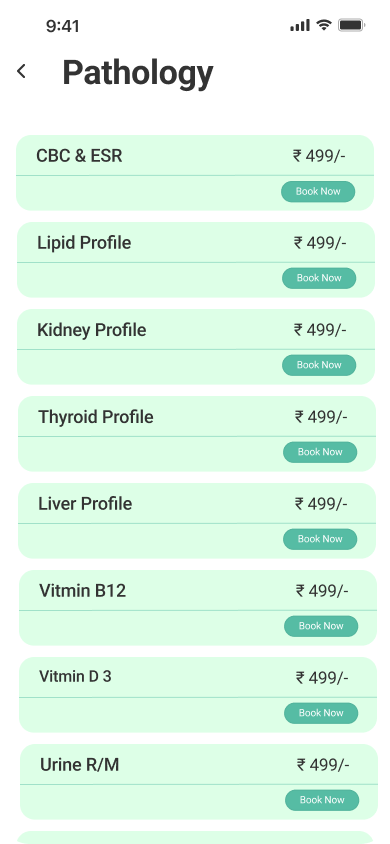 9:41
Pathology
CBC & ESR ₹ 499/-
Book Now
Lipid Profile ₹ 499/-
Book Now
Kidney Profile ₹ 499/-
Book Now
Thyroid Profile ₹ 499/-
Book Now
Liver Profile ₹ 499/-
Book Now
Vitmin B12 ₹ 499/-
Book Now
Vitmin D 3 ₹ 499/-
Book Now
Urine R/M ₹ 499/-
Book Now